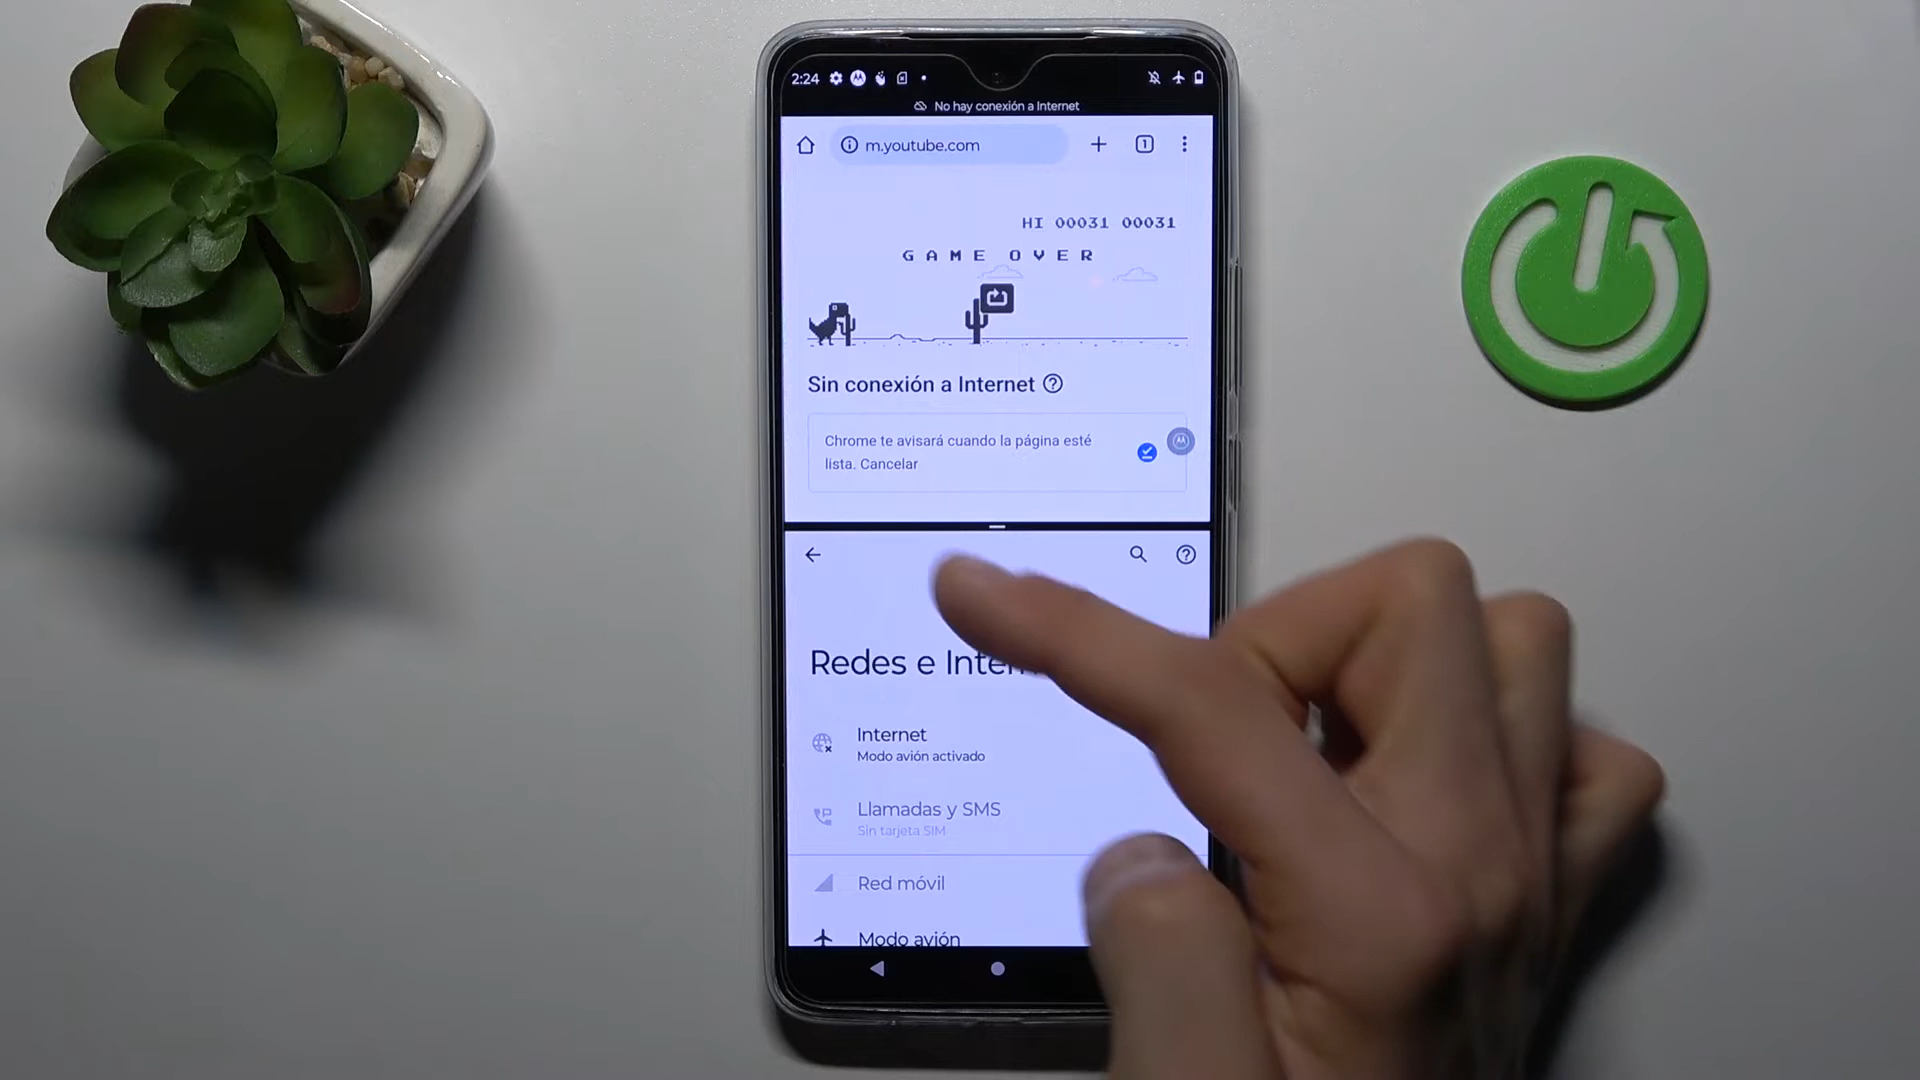 2:24
No hay conexión a Internet
m.youtube.com
1
HI 00031 00031
GAME OVER
Sin conexión a Internet
Chrome te avisará cuando la página esté
lista. Cancelar
Redes e
Internet
Modo avión activado
Llamadas y SMS
Sin tarjeta SIM
Red móvil
Modo avión